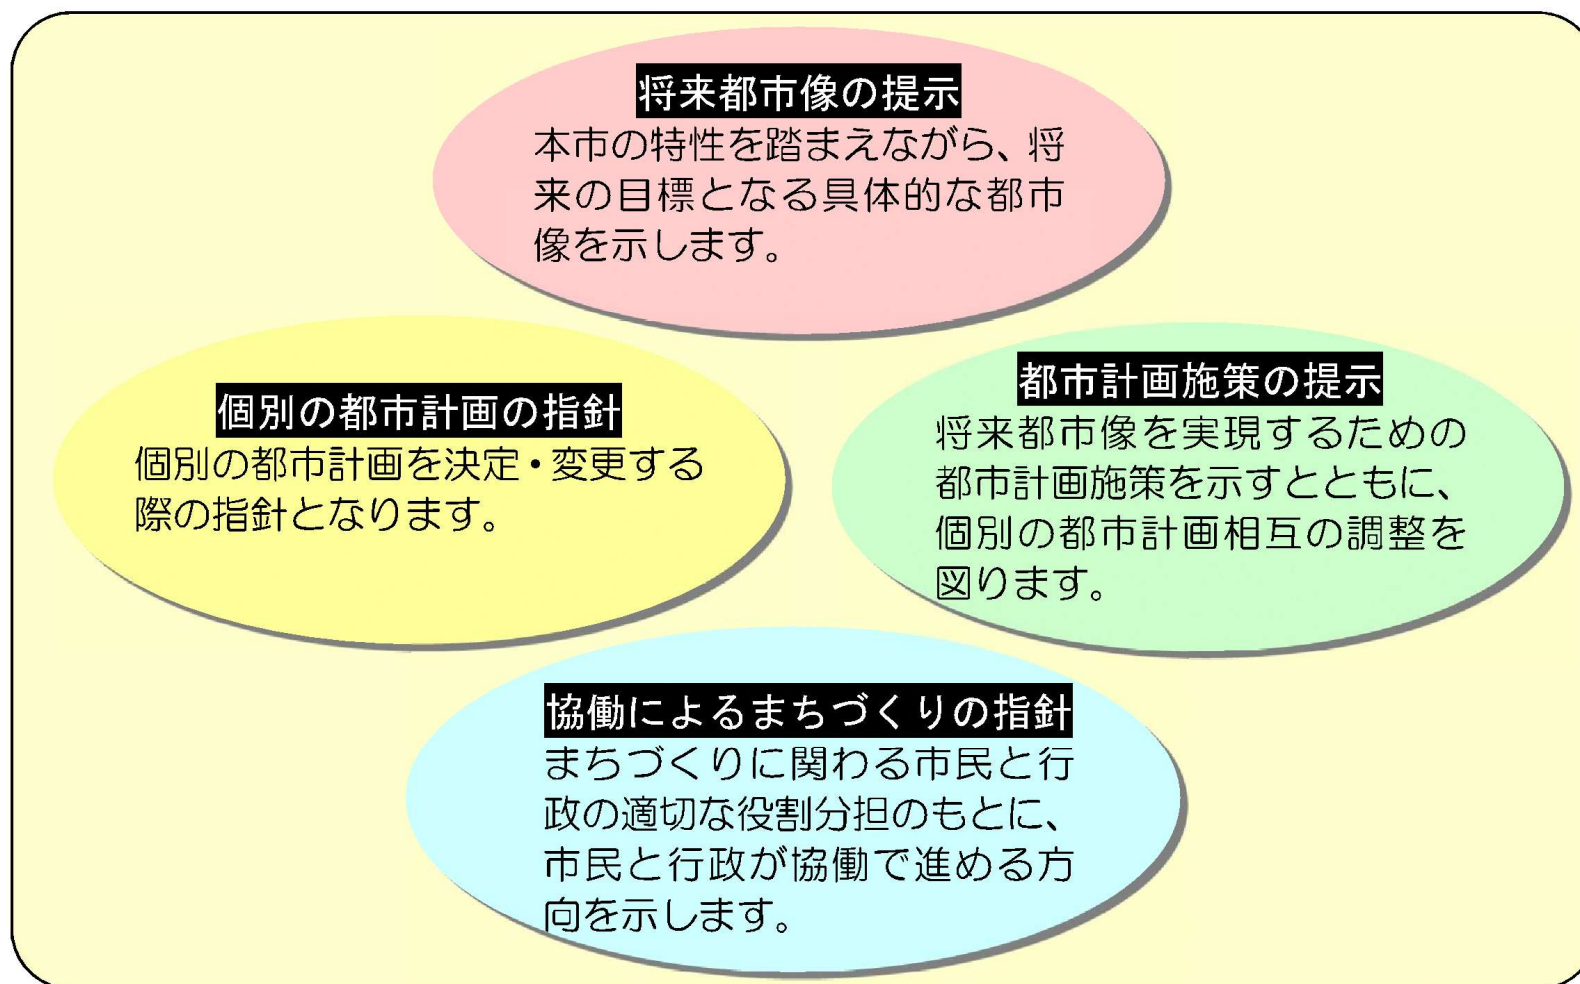 将来都市像の提示
本市の特性を踏まえながら、将
来の目標となる具体的な都市
像を示します。
個別の都市計画の指針
個別の都市計画を決定・変更する
際の指針となります。
都市計画施策の提示
将来都市像を実現するための
都市計画施策を示すとともに、
個別の都市計画相互の調整を
図ります。
協働によるまちづくりの指針
まちづくりに関わる市民と行
政の適切な役割分担のもとに、
市民と行政が協働で進める方
向を示します。